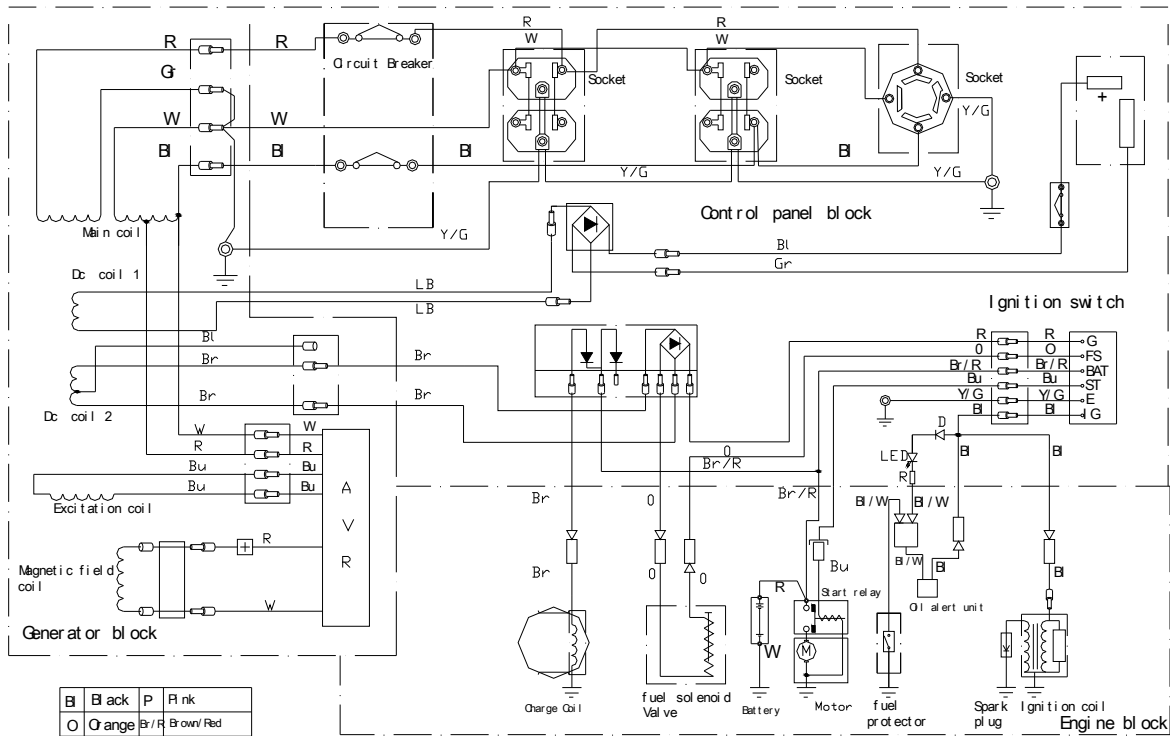 R
R
R
W
R
W
Circuit Breaker
Socket
Socket
Socket
Gr
W
W
Bl
Bl
Bl
Bl
Y/G
+
Y/G
Y/G
Main coil
Y/G
Control panel block
Bl
Gr
Dc coil 1
LB
LB
Ignition switch
Bl
Br
Br
Dc coil 2
Br
Br
R R G
O O FS
Br/R Br/R BAT
Bu Bu ST
Y/G Y/G E
Bl Bl IG
W W
R R
Bu Bu
Bu Bu
Excitation coil
A
V
R
D
LED
R
Bl
Bl
O
Br/R
Br/R
Br
O
Bl/W
Bl/W
Magnetic field
coil
+
R
W
Generator block
Br
O
O
Bu
Bl/W
Bl
Bl
R
Start relay
Oil alert unit
W
M
Charge Coil
fuel solenoid
Valve
Battery
Motor
fuel
protector
Spark
plug
Ignition coil
Engine block
Bl Black P Pink
O Orange Br/R Brown/Red